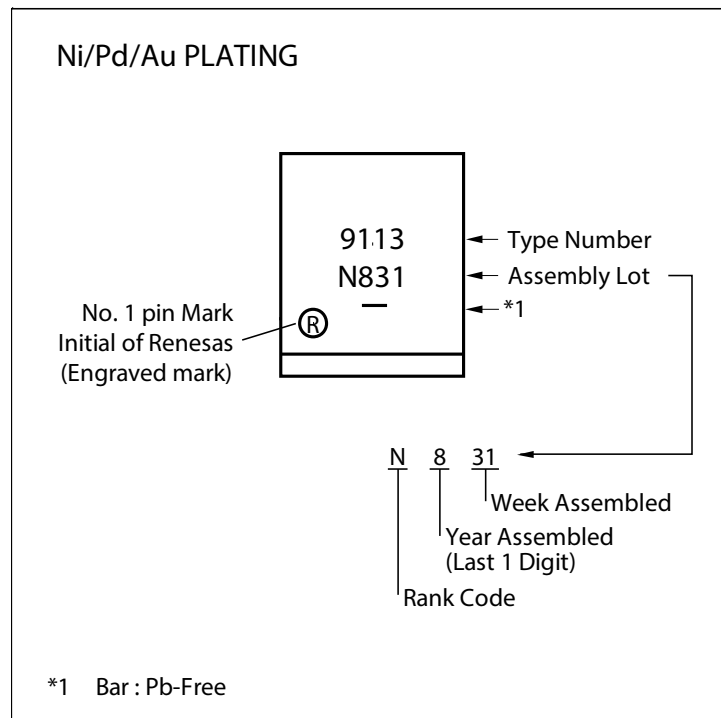 Ni/Pd/Au PLATING
9113
N831
Type Number
Assembly Lot
*1
No. 1 pin Mark
Initial of Renesas
(Engraved mark)
R
N 8 31
Week Assembled
Year Assembled
(Last 1 Digit)
Rank Code
*1 Bar : Pb-Free